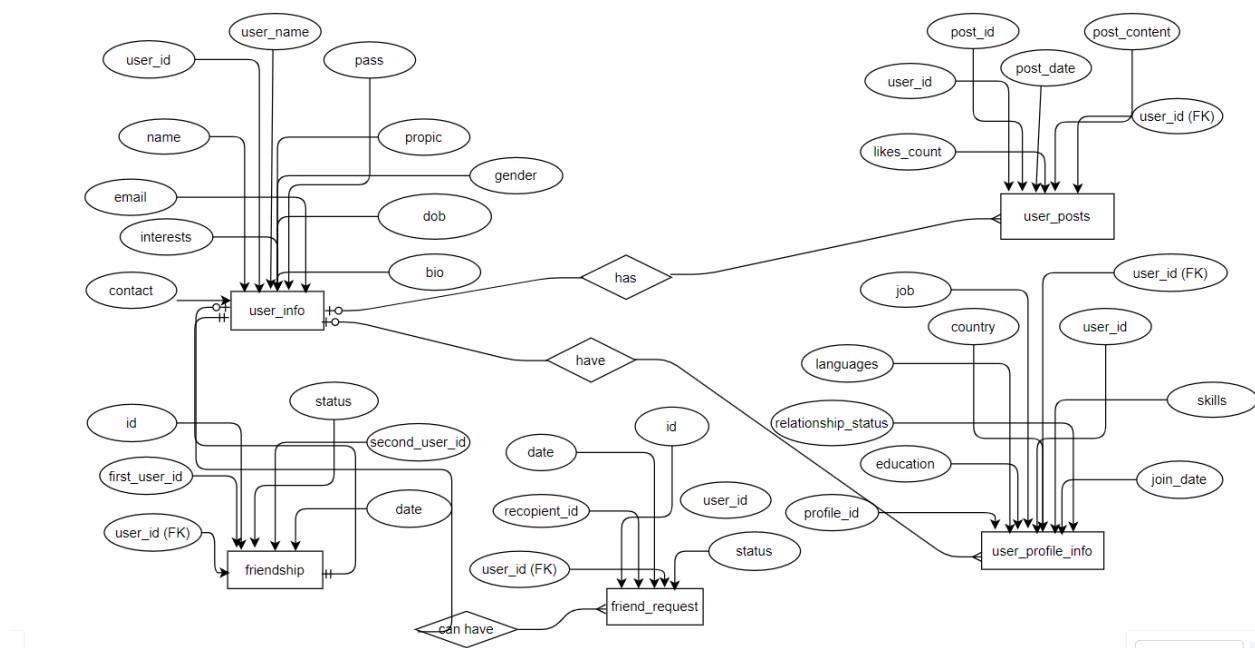 user_name
user_id
pass
name
propic
gender
email
dob
interests
bio
contact
user_info
has
have
post_id
post_content
post_date
user_id
user_id (FK)
likes_count
user_posts
user_id (FK)
job
country
user_id
languages
skills
relationship_status
education
join_date
profile_id
user_profile_info
status
id
second_user_id
first_user_id
date
user_id (FK)
friendship
id
date
user_id
recopient_id
status
user_id (FK)
friend_request
can have